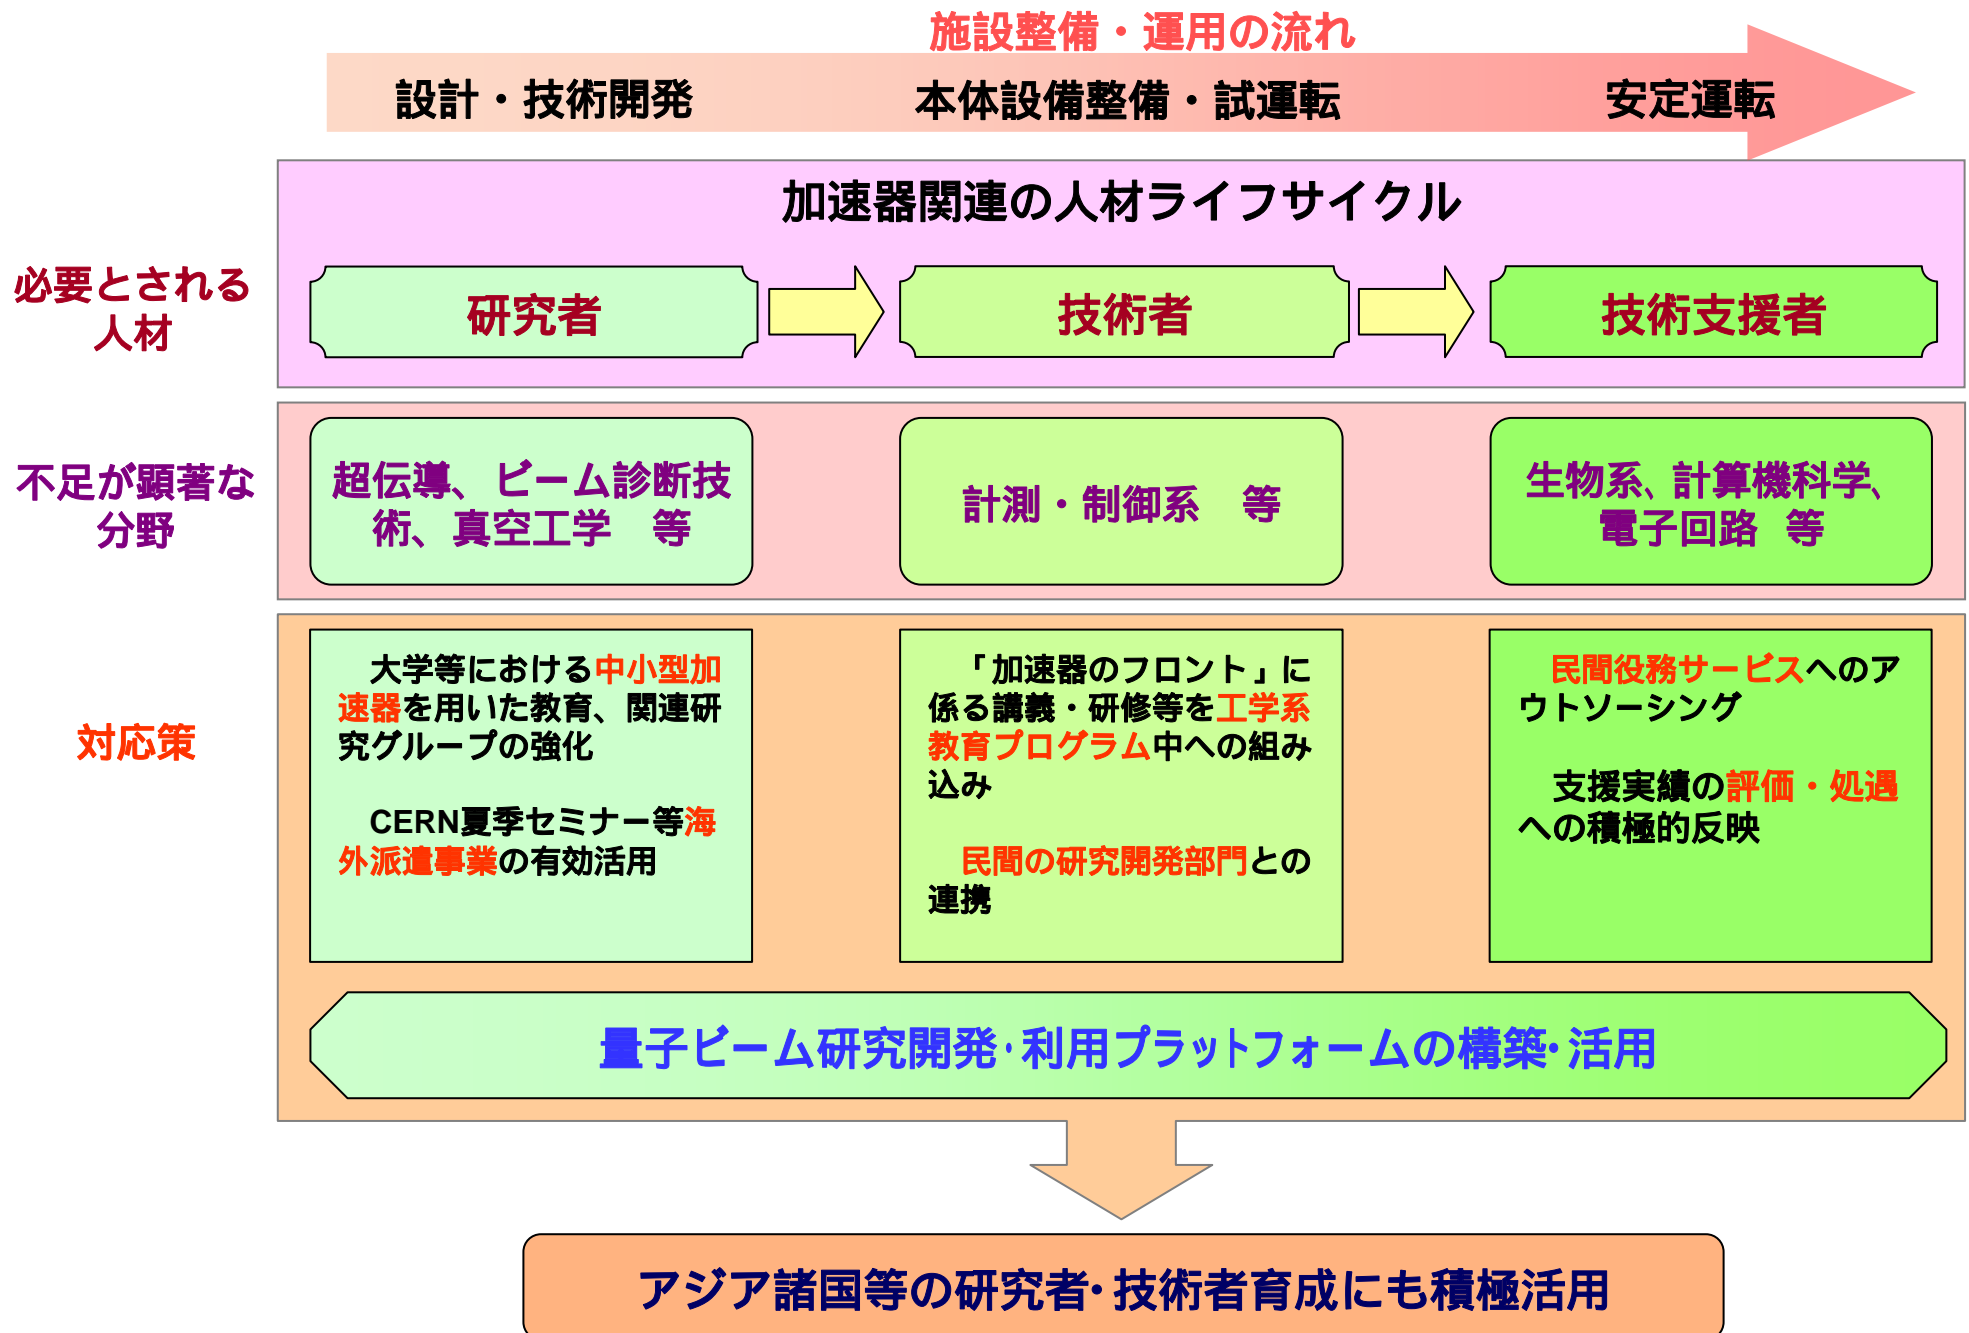 施設整備・運用の流れ
設計・技術開発
本体設備整備・試運転
安定運転
加速器関連の人材ライフサイクル
必要とされる
人材
研究者
技術者
技術支援者
不足が顕著な
分野
超伝導、ビーム診断技
術、真空工学　等
計測・制御系　等
生物系、計算機科学、
電子回路　等
対応策
大学等における中小型加
速器を用いた教育、関連研
究グループの強化
CERN夏季セミナー等海
外派遣事業の有効活用
「加速器のフロント」に
係る講義・研修等を工学系
教育プログラム中への組み
込み
民間の研究開発部門との
連携
民間役務サービスへのア
ウトソーシング
支援実績の評価・処遇
への積極的反映
量子ビーム研究開発・利用プラットフォームの構築・活用
アジア諸国等の研究者・技術者育成にも積極活用